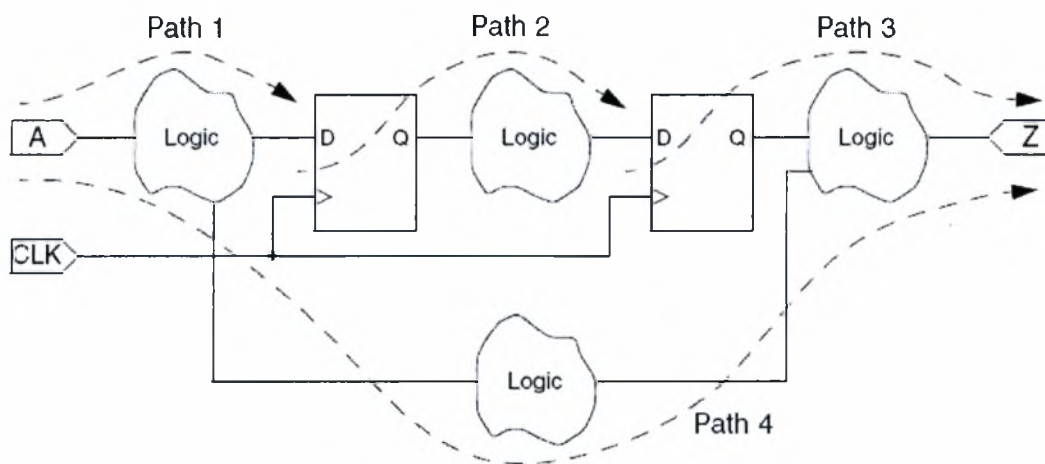 Path 1
Path 2
Path 3
A
Logic
D
Q
Logic
D
Q
Logic
Z
CLK
Logic
Path 4